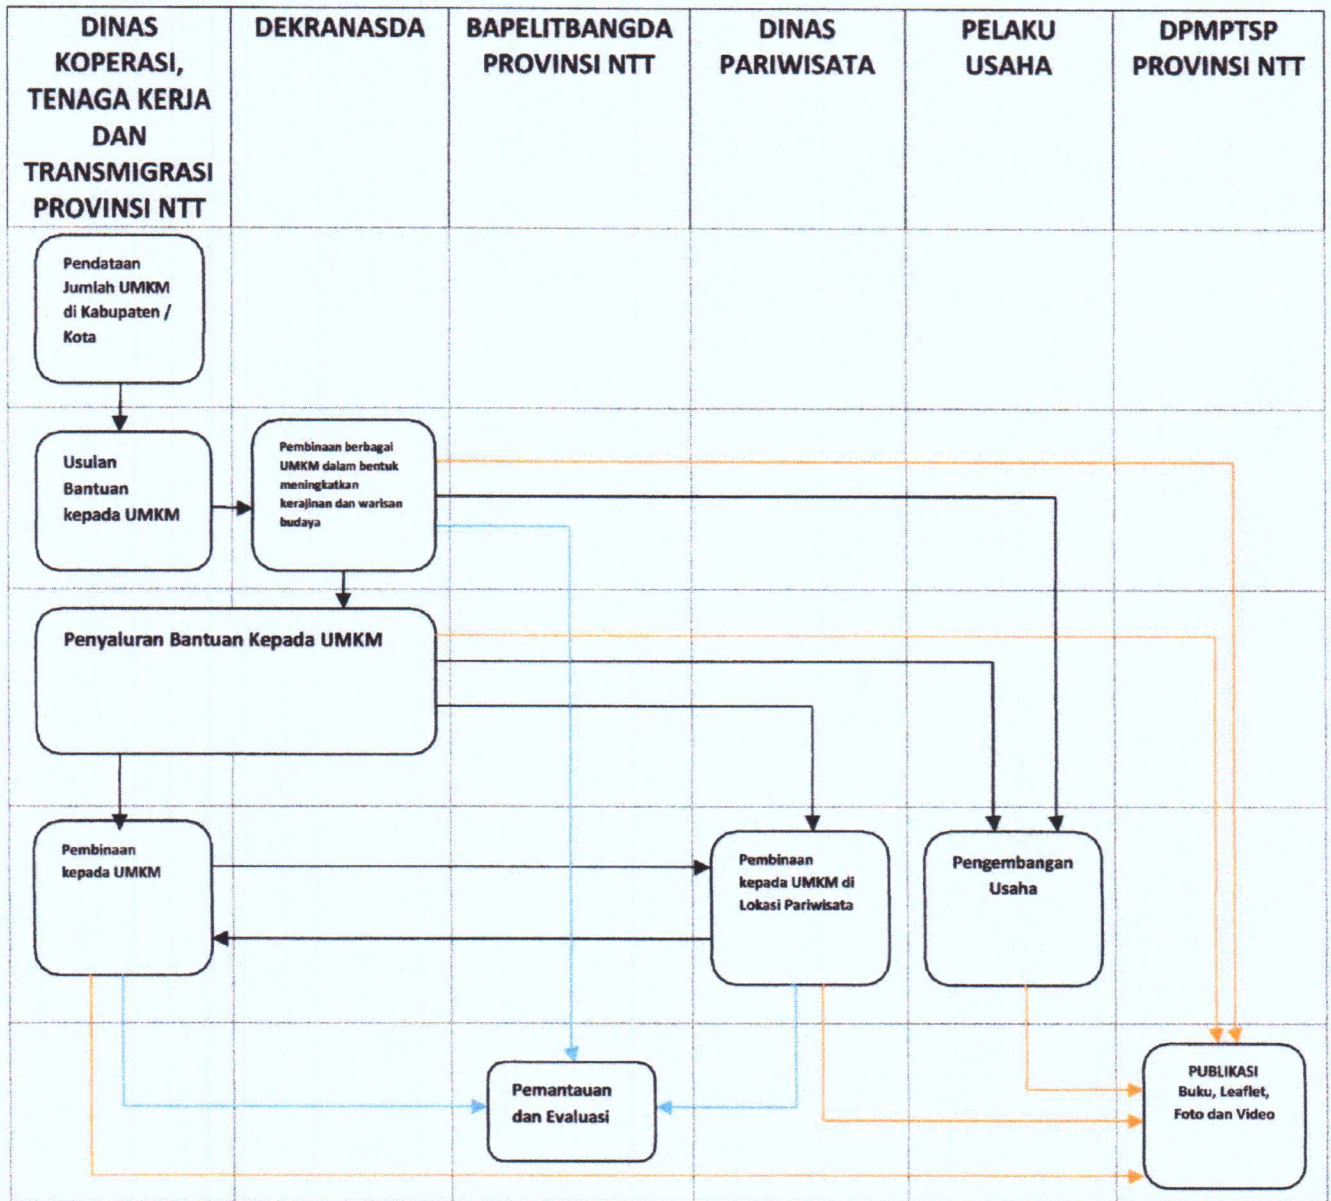 DINAS
KOPERASI,
TENAGA KERJA
DAN
TRANSMIGRASI
PROVINSI NTT
DEKRANASDA
BAPELITBANGDA
PROVINSI NTT
DINAS
PARIWISATA
PELAKU
USAHA
DPMPTSP
PROVINSI NTT
Pendataan
Jumlah UMKM
di Kabupaten /
Kota
Usulan
Bantuan
kepada UMKM
Pembinaan berbagai
UMKM dalam bentuk
meningkatkan
kerajinan dan warisan
budaya
Penyaluran Bantuan Kepada UMKM
Pembinaan
kepada UMKM
Pembinaan
kepada UMKM di
Lokasi Pariwisata
Pengembangan
Usaha
Pemantauan
dan Evaluasi
PUBLIKASI
Buku, Leaflet,
Foto dan Video